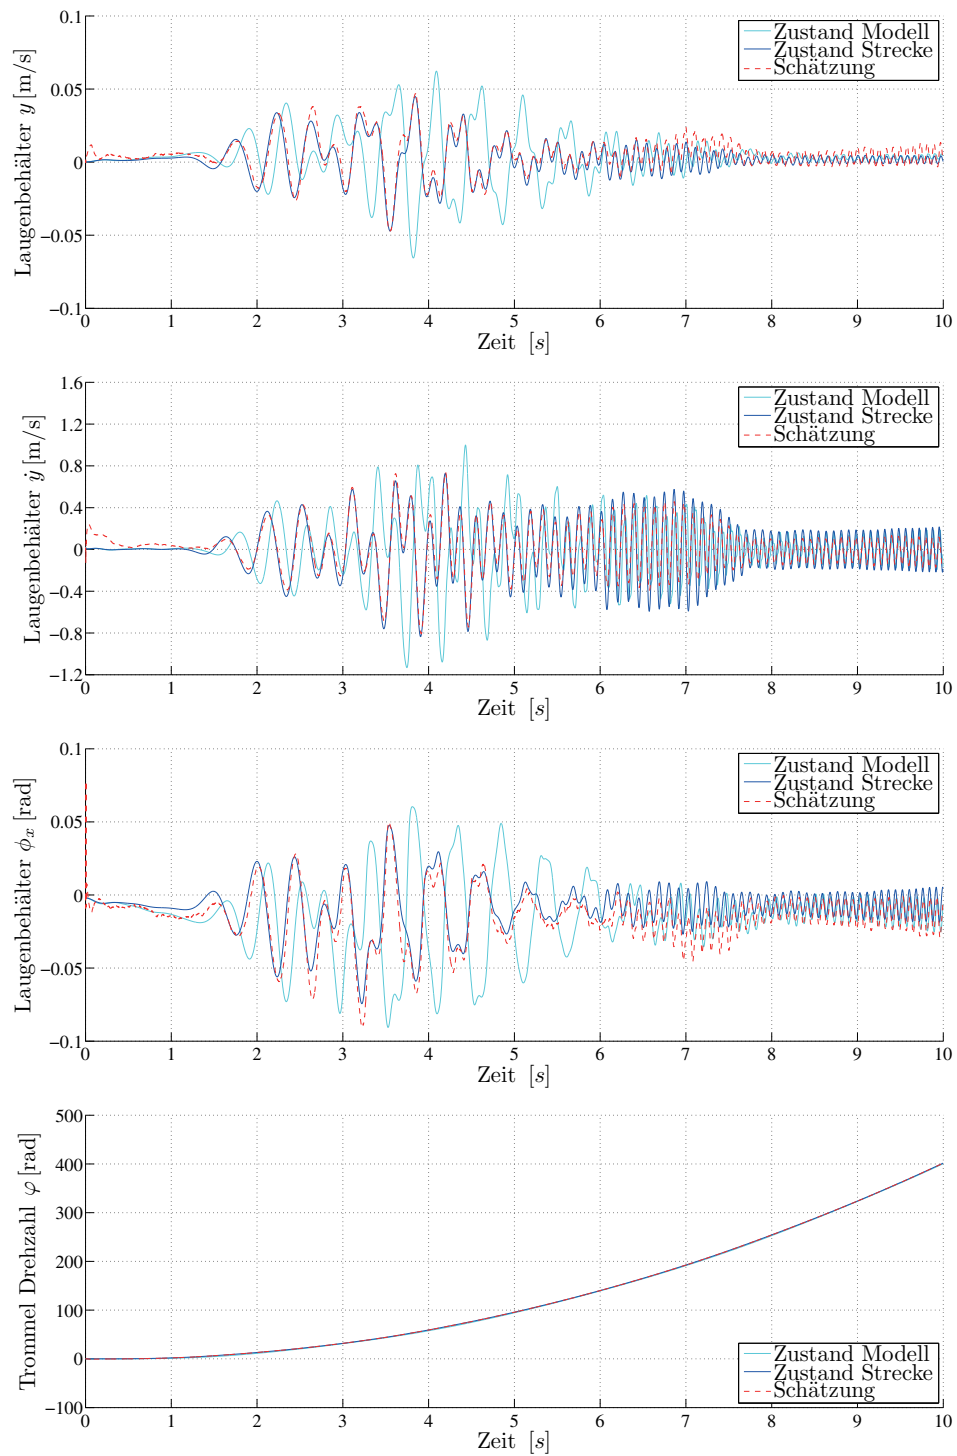 Laugenbehälter y [m/s]
0.1
0.05
0
−0.05
−0.1
Zustand Modell
Zustand Strecke
Schätzung
0 1 2 3 4 5 6 7 8 9 10
Zeit [s]
Laugenbehälter ẏ [m/s]
1.6
1.2
0.8
0.4
0
−0.4
−0.8
−1.2
Zustand Modell
Zustand Strecke
Schätzung
0 1 2 3 4 5 6 7 8 9 10
Zeit [s]
Laugenbehälter ϕx [rad]
0.1
0.05
0
−0.05
−0.1
Zustand Modell
Zustand Strecke
Schätzung
0 1 2 3 4 5 6 7 8 9 10
Zeit [s]
Trommel Drehzahl φ [rad]
500
400
300
200
100
0
−100
Zustand Modell
Zustand Strecke
Schätzung
0 1 2 3 4 5 6 7 8 9 10
Zeit [s]